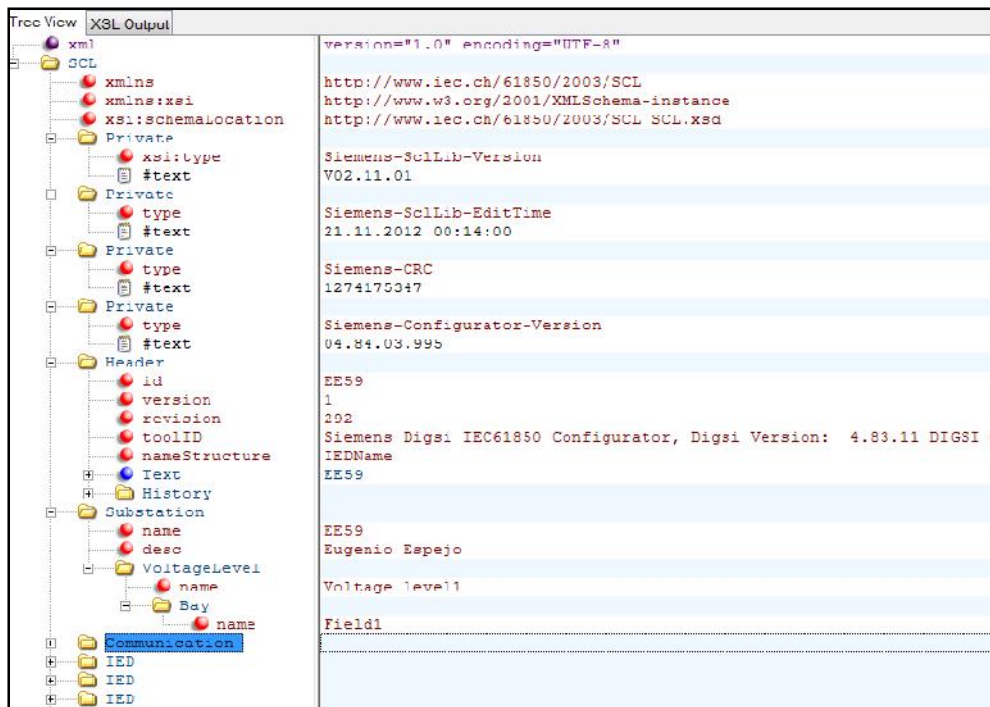 Tree View XSL Output
xml version="1.0" encoding="UTF-8"
SCL
xmlns http://www.iec.ch/61850/2003/SCL
xmlns:xsi http://www.w3.org/2001/XMLSchema-instance
xsi:schemaLocation http://www.iec.ch/61850/2003/SCL SCL.xsd
Private
xsi:type Siemens-SclLib-Version
#text V02.11.01
Private
type Siemens-SclLib-EditTime
#text 21.11.2012 00:14:00
Private
type Siemens-CRC
#text 1274175347
Private
type Siemens-Configurator-Version
#text 04.84.03.995
Header
id EE59
version 1
revision 292
toolID Siemens Digsi IEC61850 Configurator, Digsi Version: 4.83.11 DIGSI
nameStructure IEDName
Text EE59
History
Substation
name EE59
desc Eugenio Espejo
VoltageLevel
name Voltage level1
Bay
name Field1
Communication
IED
IED
IED